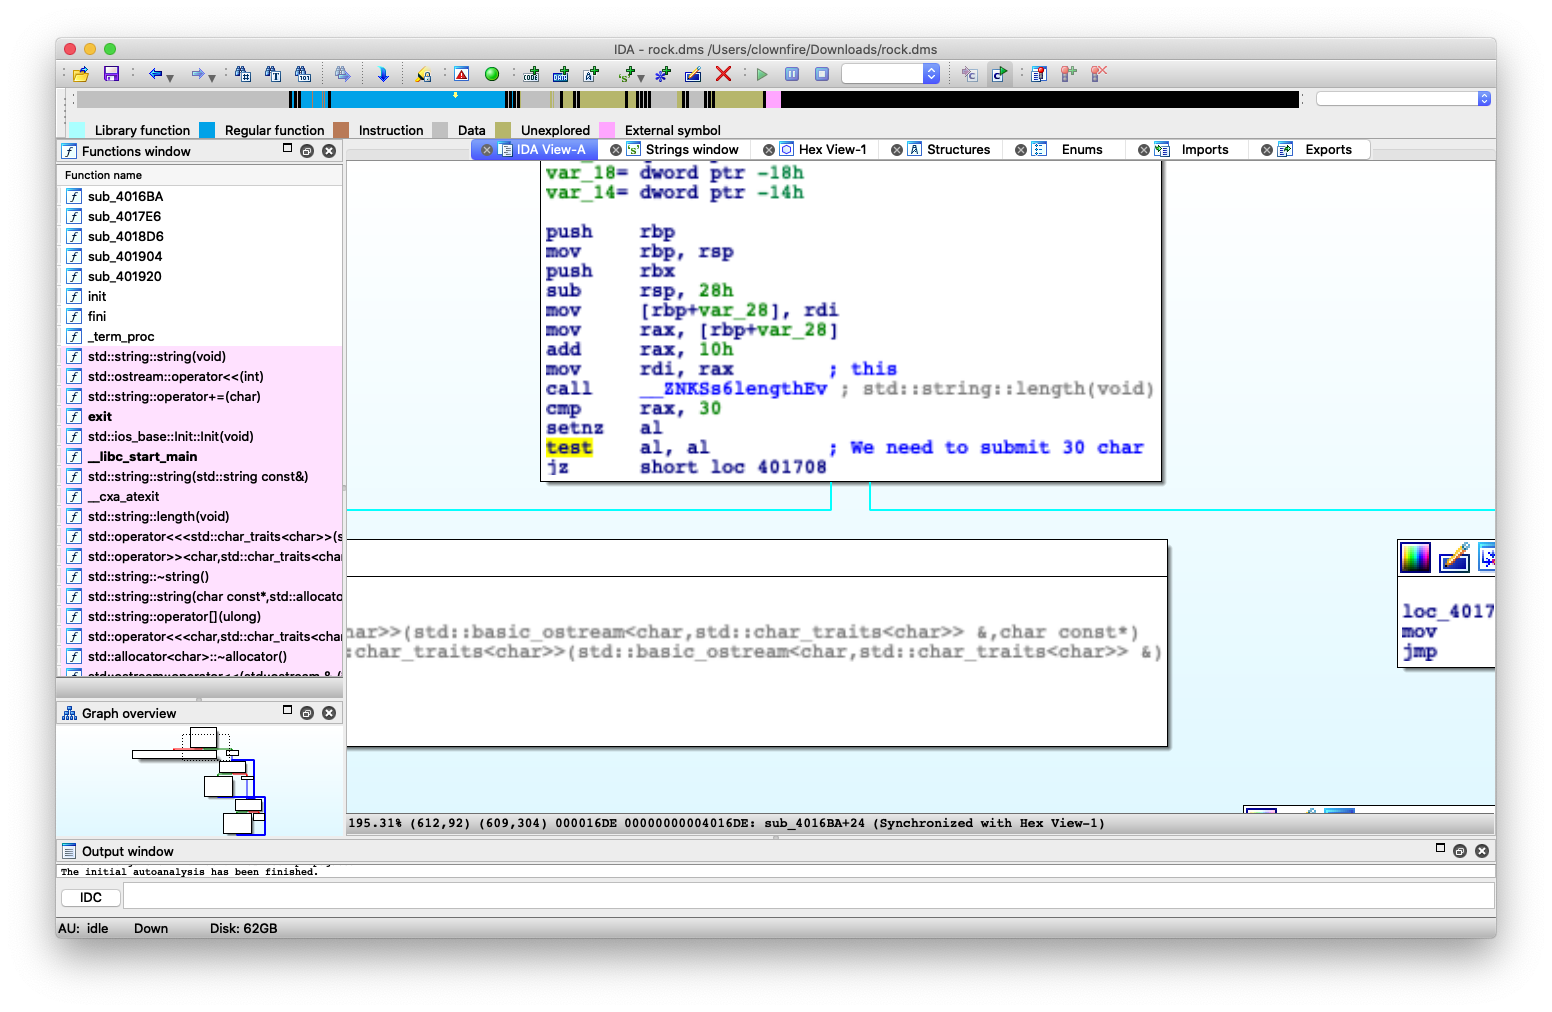 IDA - rock.dms /Users/clownfire/Downloads/rock.dms
Library function Regular function Instruction Data Unexplored External symbol
Functions window
IDA View-A Strings window Hex View-1 Structures Enums Imports Exports
Function name
sub_4016BA
sub_4017E6
sub_4018D6
sub_401904
sub_401920
init
fini
_term_proc
std::string::string(void)
std::ostream::operator<<(int)
std::string::operator+=(char)
exit
std::ios_base::Init::Init(void)
__libc_start_main
std::string::string(std::string const&)
__cxa_atexit
std::string::length(void)
std::operator<<<std::char_traits<char>>(s
std::operator>><char,std::char_traits<char
std::string::~string()
std::string::string(char const*,std::allocato
std::string::operator[](ulong)
std::operator<<<char,std::char_traits<char
std::allocator<char>::~allocator()
var_18= dword ptr -18h
var_14= dword ptr -14h
push rbp
mov rbp, rsp
push rbx
sub rsp, 28h
mov [rbp+var_28], rdi
mov rax, [rbp+var_28]
add rax, 10h
mov rdi, rax ; this
call __ZNKSs6lengthEv ; std::string::length(void)
cmp rax, 30
setnz al
test al, al ; We need to submit 30 char
jz short loc_401708
har>>(std::basic_ostream<char,std::char_traits<char>> &,char const*)
:char_traits<char>>(std::basic_ostream<char,std::char_traits<char>> &)
loc_4017
mov
jmp
Graph overview
195.31% (612,92) (609,304) 000016DE 00000000004016DE: sub_4016BA+24 (Synchronized with Hex View-1)
Output window
The initial autoanalysis has been finished.
IDC
AU: idle Down Disk: 62GB